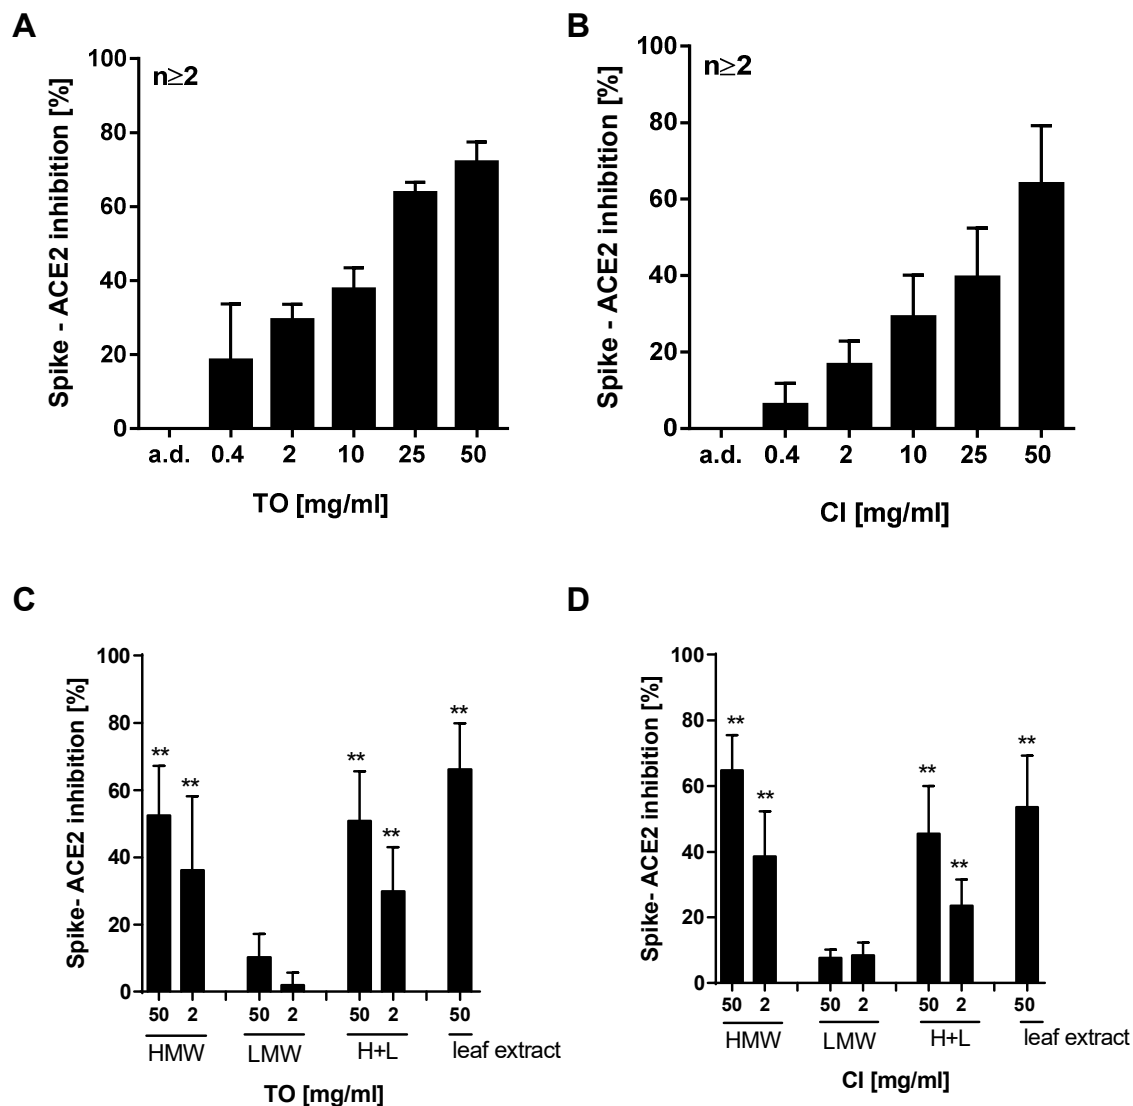 A
Spike - ACE2 inhibition [%]
n≥2
100
80
60
40
20
0
a.d. 0.4 2 10 25 50
TO [mg/ml]
B
Spike - ACE2 inhibition [%]
n≥2
100
80
60
40
20
0
a.d. 0.4 2 10 25 50
CI [mg/ml]
C
Spike- ACE2 inhibition [%]
100
80
60
40
20
0
** ** ** ** **
50 2 50 2 50 2 50
HMW LMW H+L leaf extract
TO [mg/ml]
D
Spike- ACE2 inhibition [%]
100
80
60
40
20
0
** ** ** ** **
50 2 50 2 50 2 50
HMW LMW H+L leaf extract
CI [mg/ml]